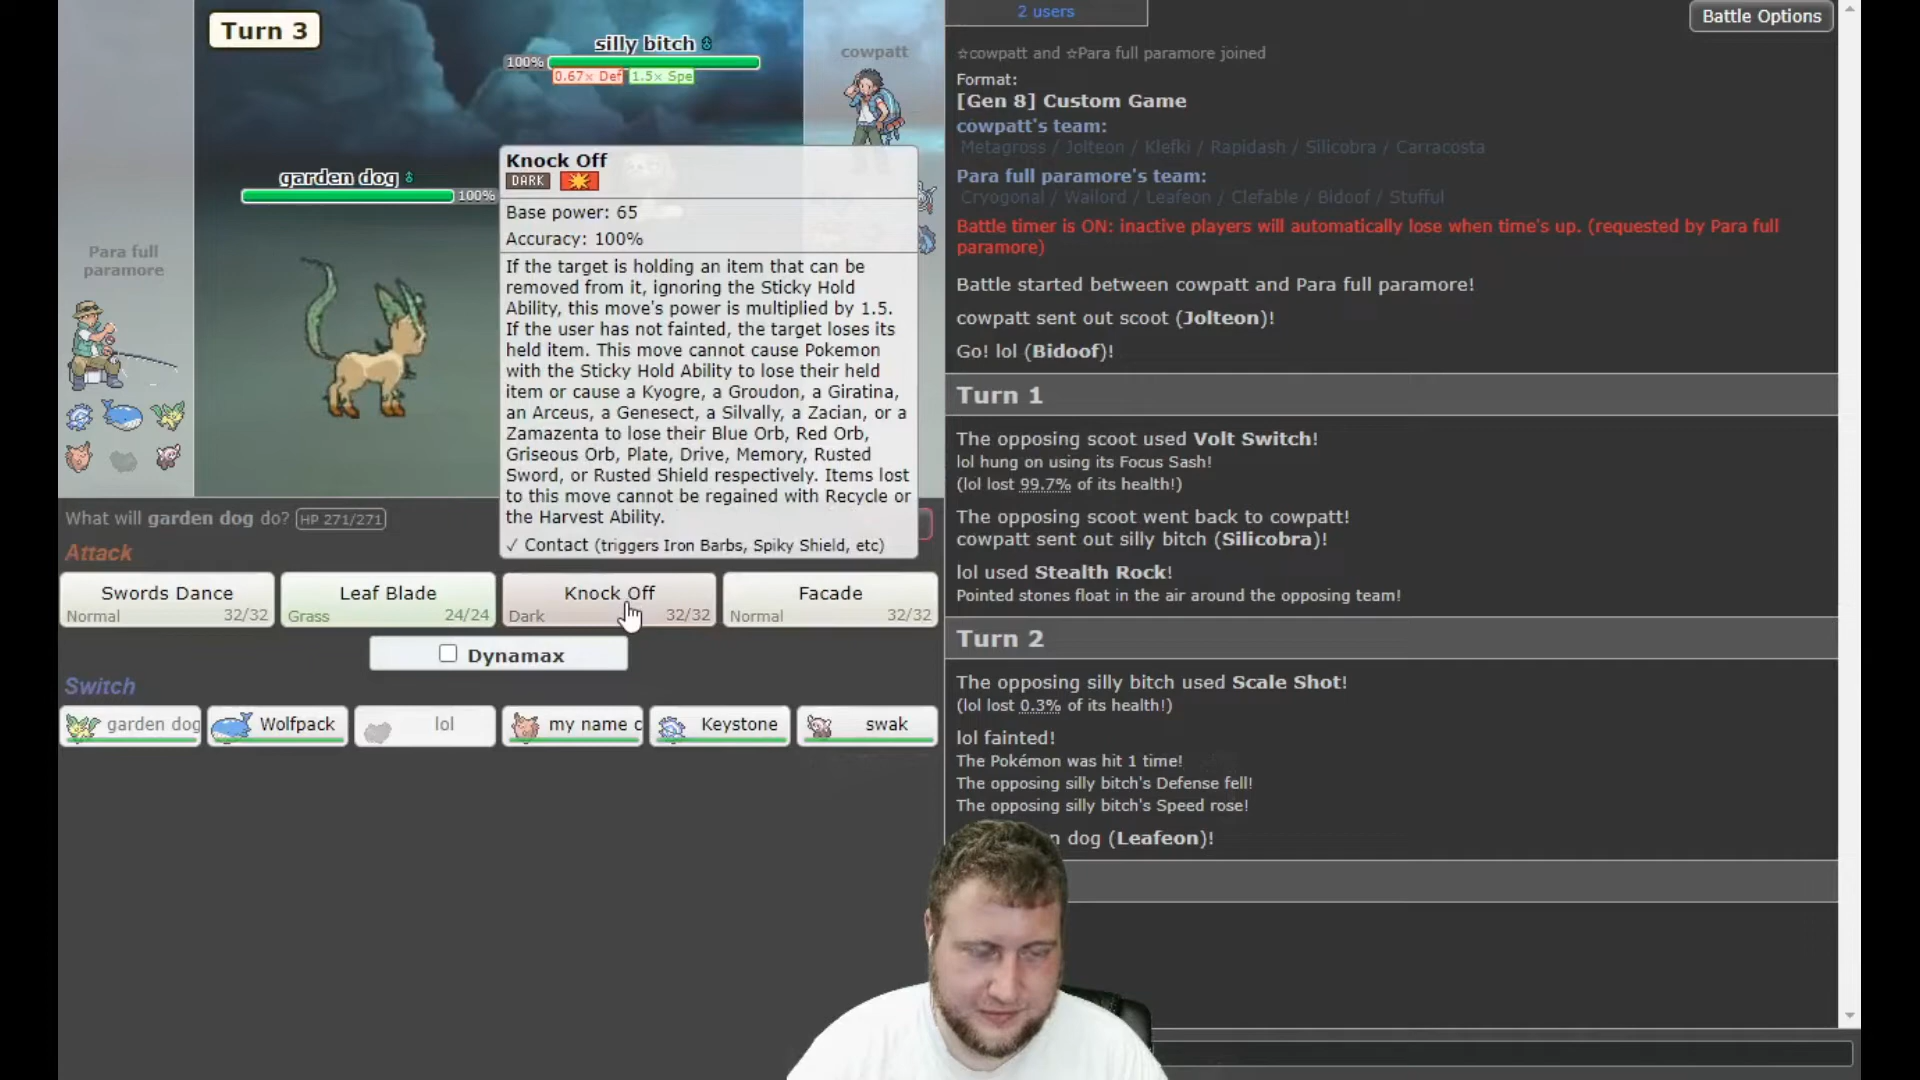 Turn 3
silly bitch
100%
0.67× Def 1.5× Spe
cowpatt
garden dog
100%
Para full
paramore
Knock Off
DARK
Base power: 65
Accuracy: 100%
If the target is holding an item that can be
removed from it, ignoring the Sticky Hold
Ability, this move's power is multiplied by 1.5.
If the user has not fainted, the target loses its
held item. This move cannot cause Pokemon
with the Sticky Hold Ability to lose their held
item or cause a Kyogre, a Groudon, a Giratina,
an Arceus, a Genesect, a Silvally, a Zacian, or a
Zamazenta to lose their Blue Orb, Red Orb,
Griseous Orb, Plate, Drive, Memory, Rusted
Sword, or Rusted Shield respectively. Items lost
to this move cannot be regained with Recycle or
the Harvest Ability.
✓ Contact (triggers Iron Barbs, Spiky Shield, etc)
What will garden dog do? HP 271/271
Attack
Swords Dance
Normal 32/32
Leaf Blade
Grass 24/24
Knock Off
Dark 32/32
Facade
Normal 32/32
Dynamax
Switch
garden dog
Wolfpack
lol
my name c
Keystone
swak
2 users
Battle Options
☆cowpatt and ☆Para full paramore joined
Format:
[Gen 8] Custom Game
cowpatt's team:
Metagross / Jolteon / Klefki / Rapidash / Silicobra / Carracosta
Para full paramore's team:
Cryogonal / Wailord / Leafeon / Clefable / Bidoof / Stufful
Battle timer is ON: inactive players will automatically lose when time's up. (requested by Para full
paramore)
Battle started between cowpatt and Para full paramore!
cowpatt sent out scoot (Jolteon)!
Go! lol (Bidoof)!
Turn 1
The opposing scoot used Volt Switch!
lol hung on using its Focus Sash!
(lol lost 99.7% of its health!)
The opposing scoot went back to cowpatt!
cowpatt sent out silly bitch (Silicobra)!
lol used Stealth Rock!
Pointed stones float in the air around the opposing team!
Turn 2
The opposing silly bitch used Scale Shot!
(lol lost 0.3% of its health!)
lol fainted!
The Pokémon was hit 1 time!
The opposing silly bitch's Defense fell!
The opposing silly bitch's Speed rose!
dog (Leafeon)!